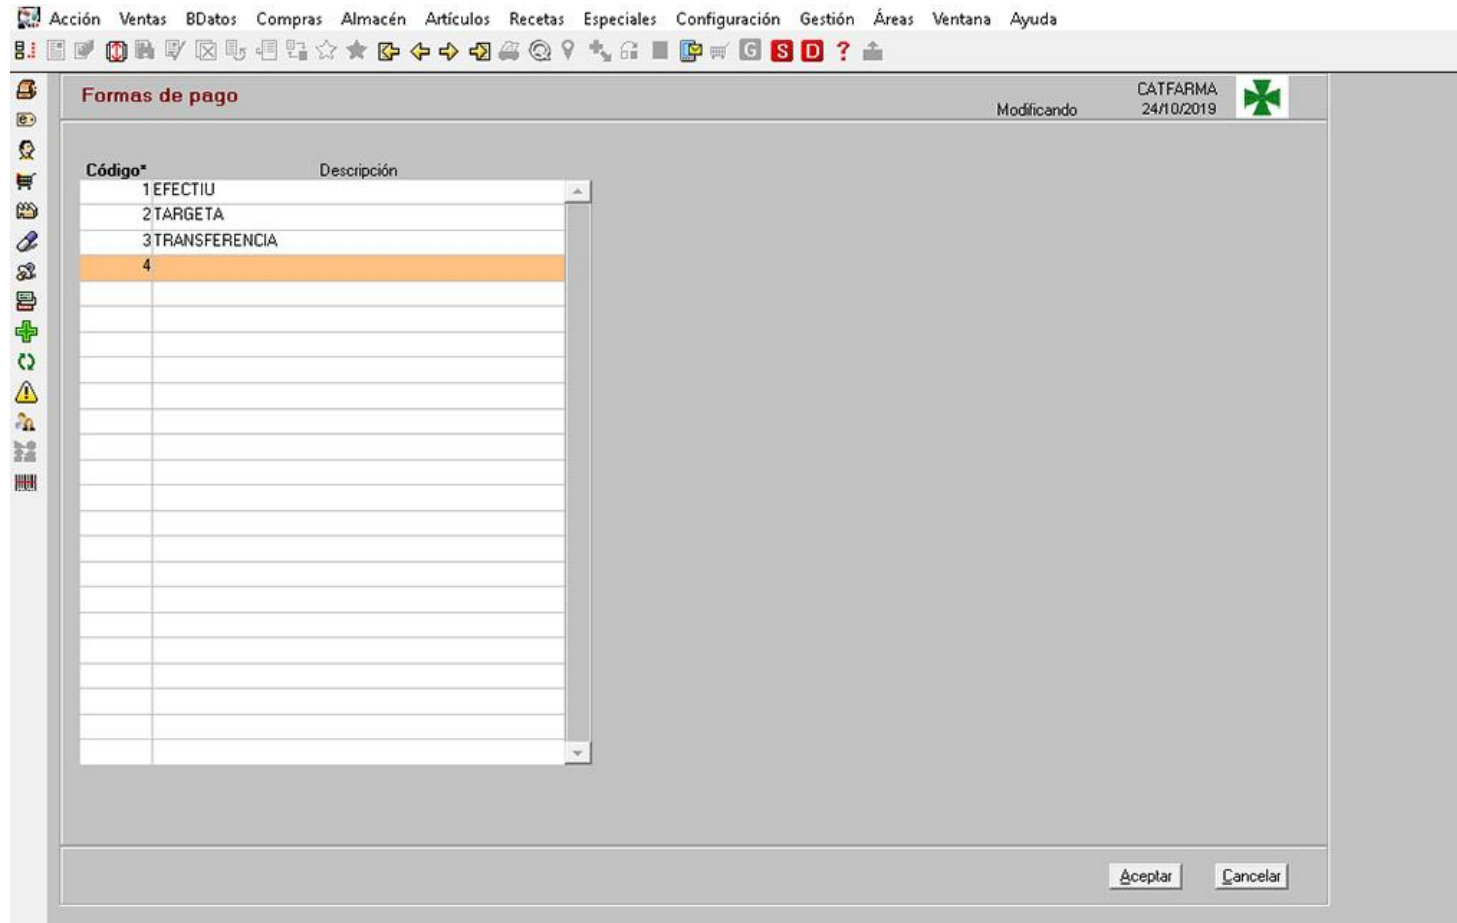 Acción Ventas BDatos Compras Almacén Artículos Recetas Especiales Configuración Gestión Áreas Ventana Ayuda
G S D ?
Formas de pago
Modificando
CATFARMA
24/10/2019
Código* Descripción
1 EFECTIU
2 TARGETA
3 TRANSFERENCIA
4
Aceptar Cancelar